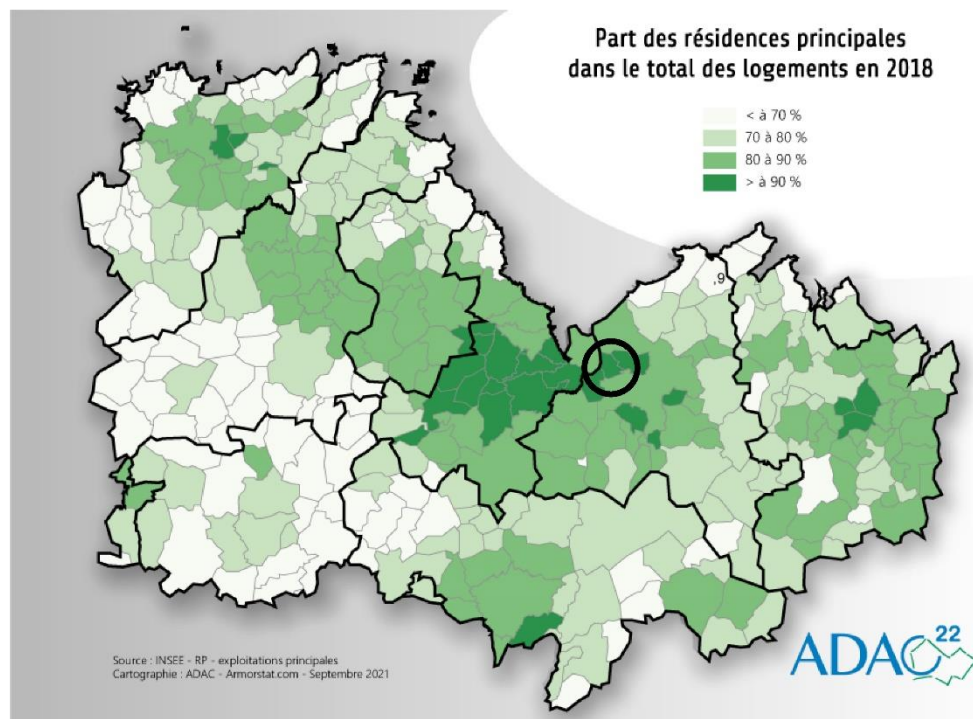 Part des résidences principales
dans le total des logements en 2018
< à 70 %
70 à 80 %
80 à 90 %
> à 90 %
,9
Source : INSEE - RP - exploitations principales
Cartographie : ADAC - Armorstat.com - Septembre 2021
ADAC 22